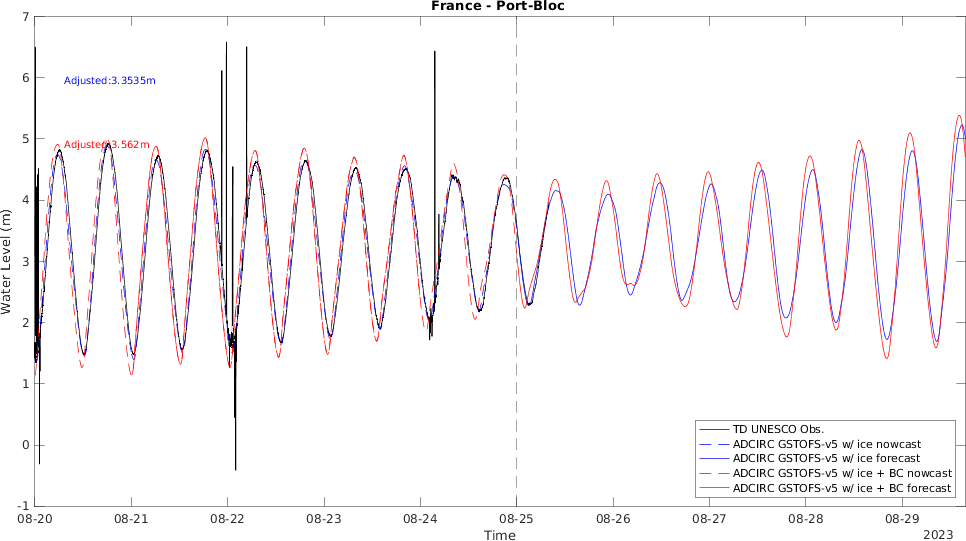 France - Port-Bloc
7
6
5
4
3
2
1
0
-1
Water Level (m)
Adjusted:3.3535m
Adjusted:3.562m
TD UNESCO Obs.
ADCIRC GSTOFS-v5 w/ ice nowcast
ADCIRC GSTOFS-v5 w/ ice forecast
ADCIRC GSTOFS-v5 w/ ice + BC nowcast
ADCIRC GSTOFS-v5 w/ ice + BC forecast
08-20 08-21 08-22 08-23 08-24 08-25 08-26 08-27 08-28 08-29
Time
2023